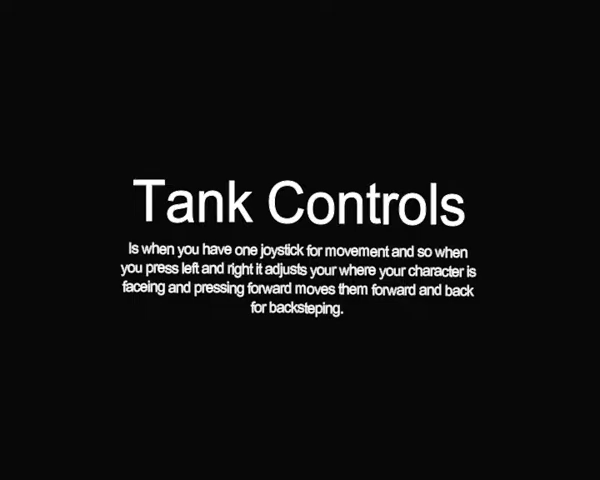 Tank Controls
Is when you have one joystick for movement and so when
you press left and right it adjusts your where your character is
faceing and pressing forward moves them forward and back
for backsteping.